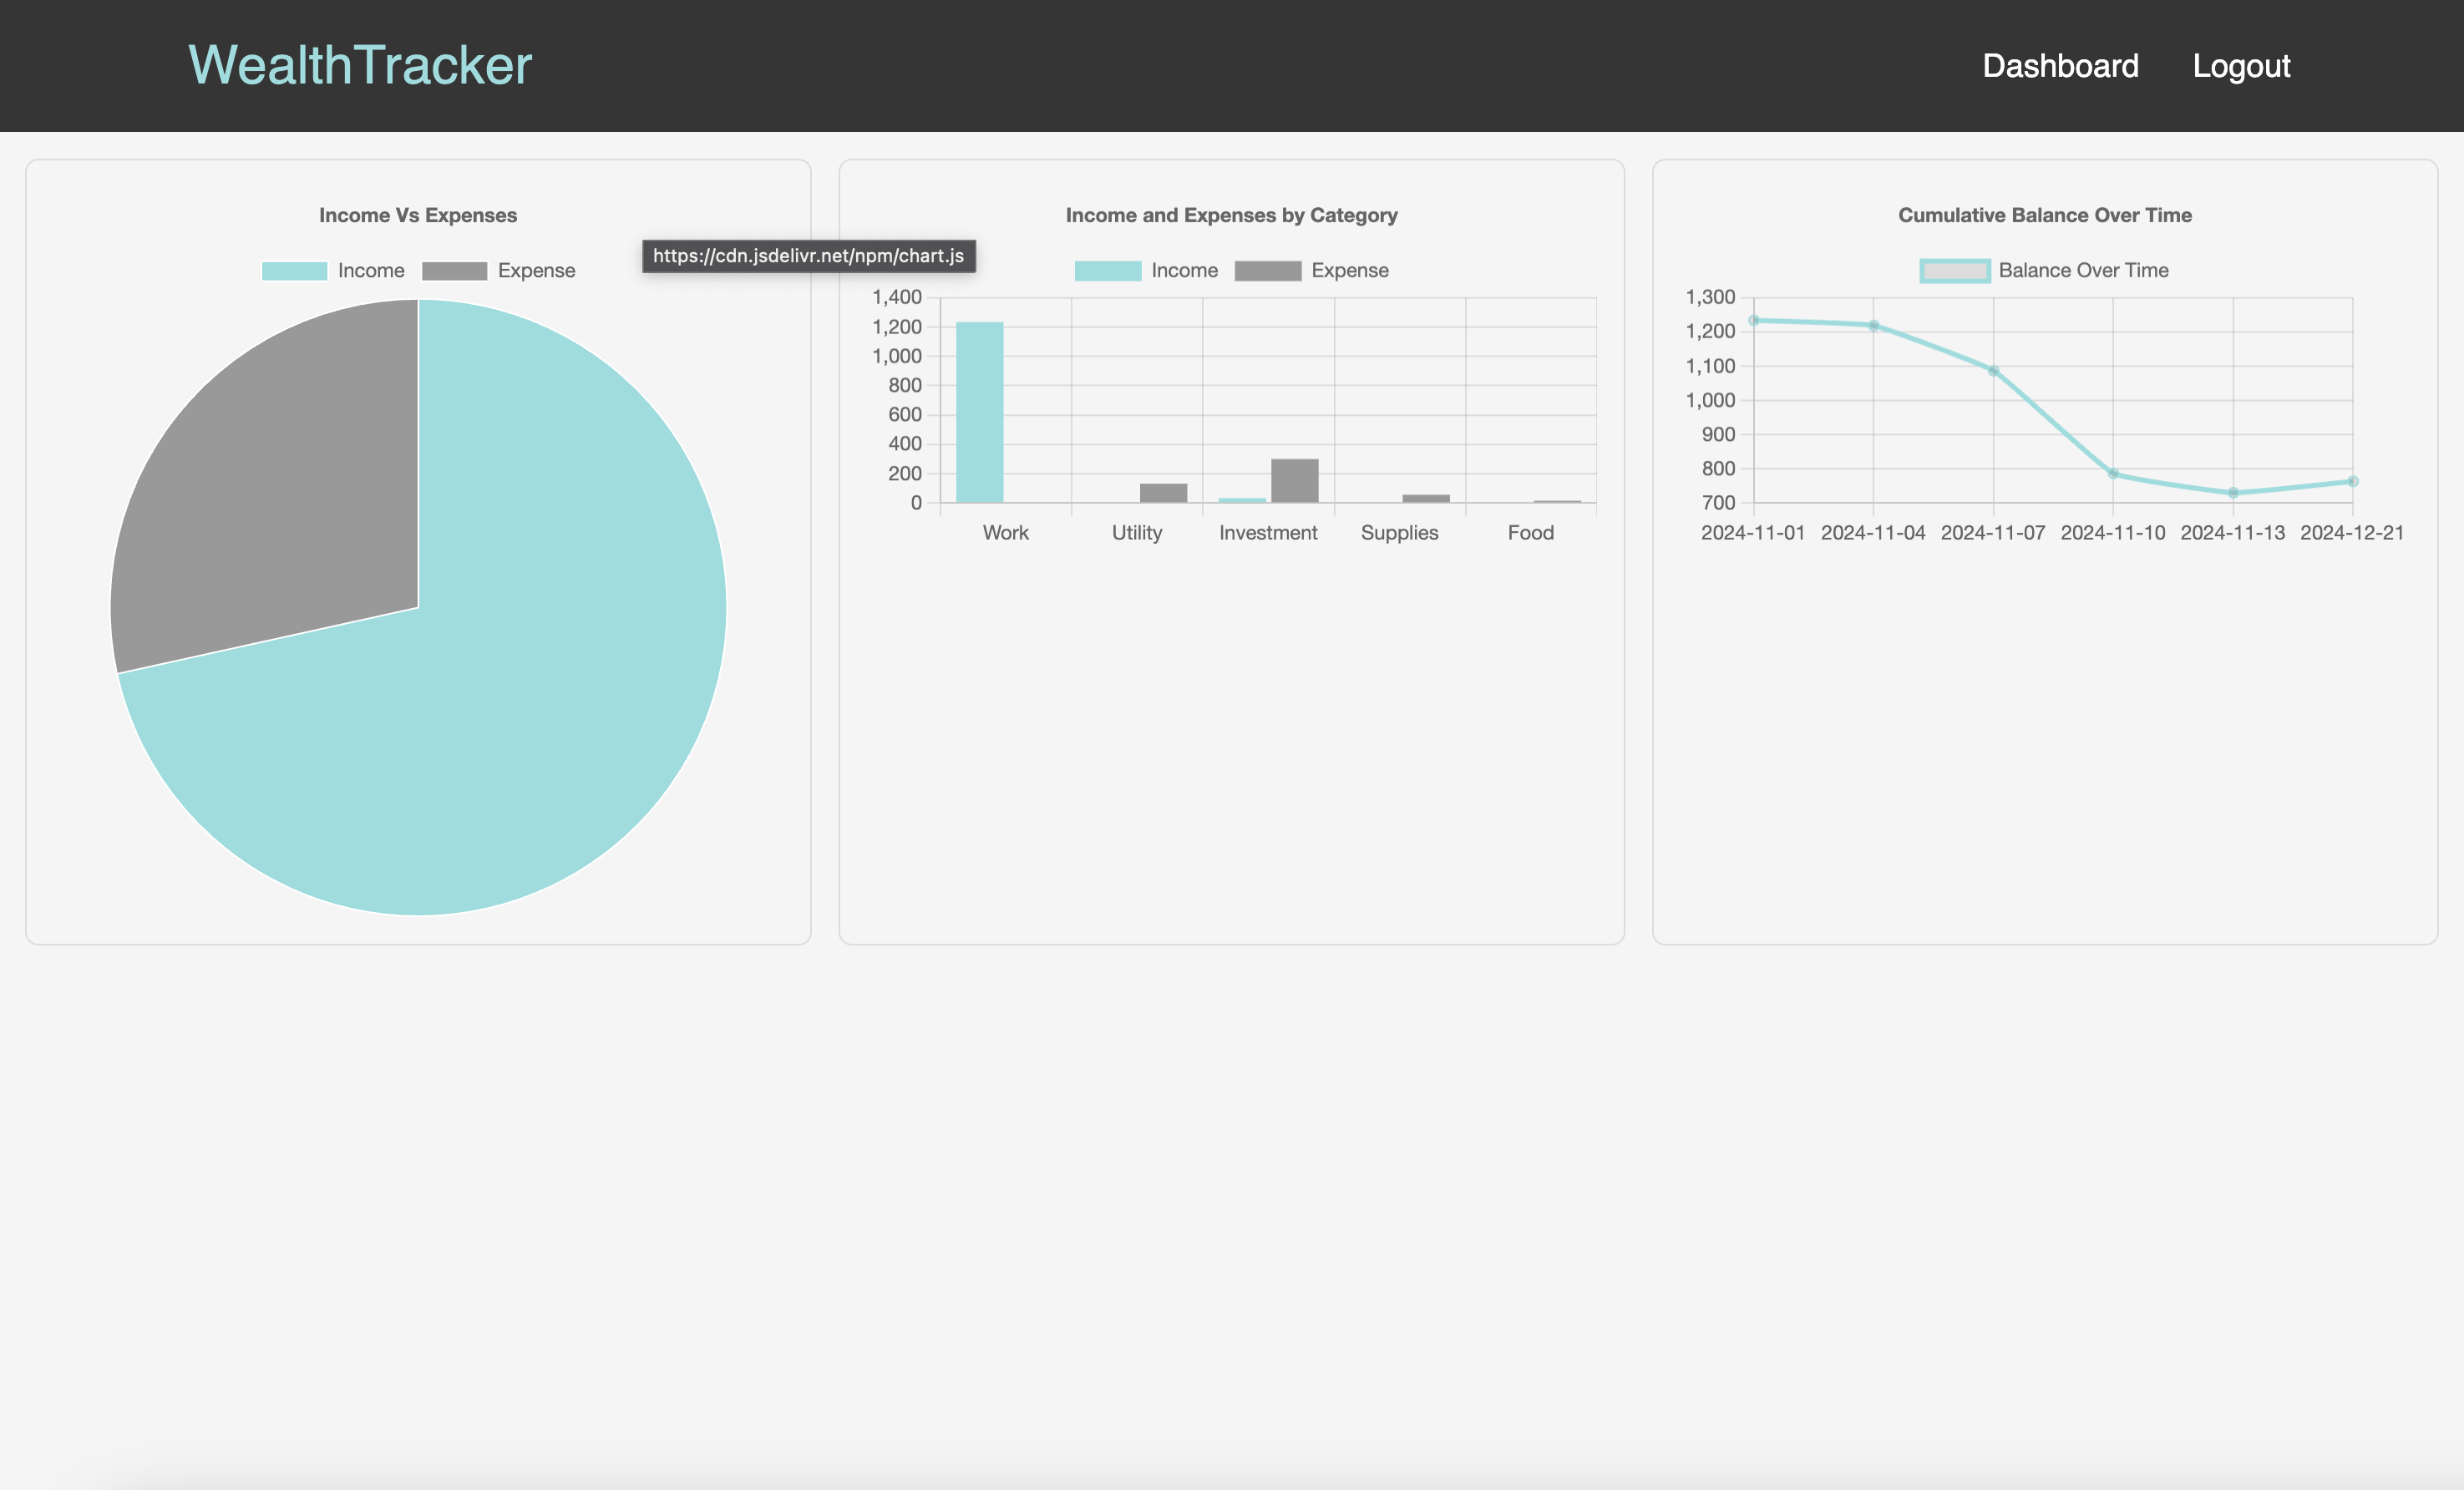 WealthTracker
Dashboard Logout
Income Vs Expenses
Income Expense
https://cdn.jsdelivr.net/npm/chart.js
Income and Expenses by Category
Income Expense
1,400
1,200
1,000
800
600
400
200
0
Work Utility Investment Supplies Food
Cumulative Balance Over Time
Balance Over Time
1,300
1,200
1,100
1,000
900
800
700
2024-11-01 2024-11-04 2024-11-07 2024-11-10 2024-11-13 2024-12-21